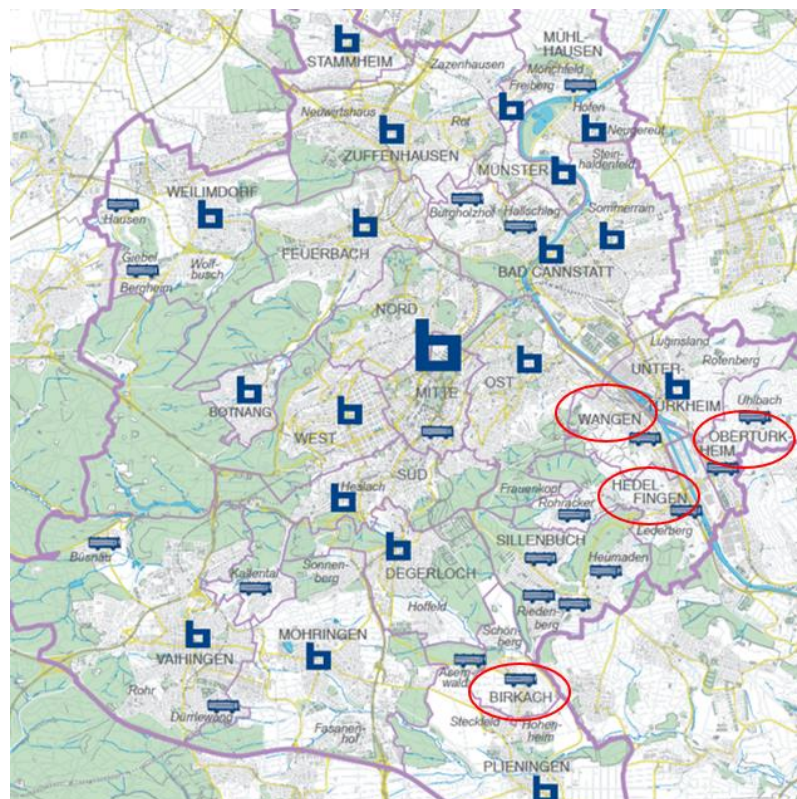 MÜHL-
HAUSEN
STAMMHEIM
Zazenhausen
Mönchfeld
Freiberg
Hofen
Neuwirtshaus
Rot
Neugereut
ZUFFENHAUSEN
Stein-
haldenfeld
MÜNSTER
WEILIMDORF
Hausen
Burgholzhof
Hallschlag
Sommerrain
FEUERBACH
Giebel
Wolf-
busch
Bergheim
BAD CANNSTATT
NORD
Luginsland
Rotenberg
UNTER-
TÜRKHEIM
OST
MITTE
Uhlbach
BOTNANG
WEST
WANGEN
OBERTÜRK-
HEIM
SÜD
Heslach
Frauenkopf
Rohracker
HEDEL-
FINGEN
Lederberg
SILLENBUCH
Heumaden
Büsnau
Kaltental
Sonnen-
berg
DEGERLOCH
Hoffeld
Rieden-
berg
Schön-
berg
MÖHRINGEN
VAIHINGEN
Asem-
wald
BIRKACH
Rohr
Dürrlewang
Fasanen-
hof
Steckfeld
Hohen-
heim
PLIENINGEN